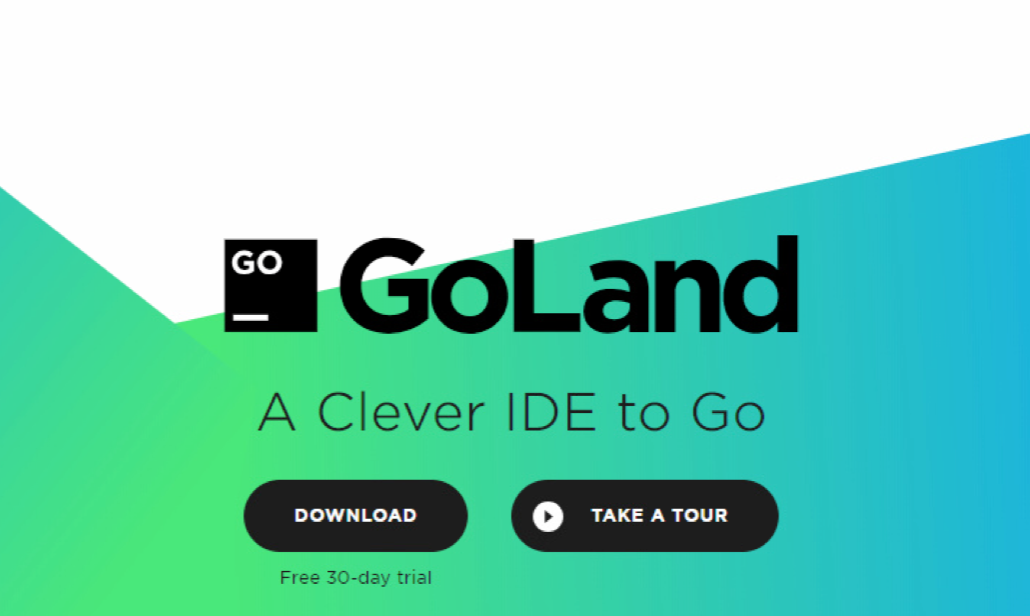 GO
GoLand
A Clever IDE to Go
DOWNLOAD
TAKE A TOUR
Free 30-day trial